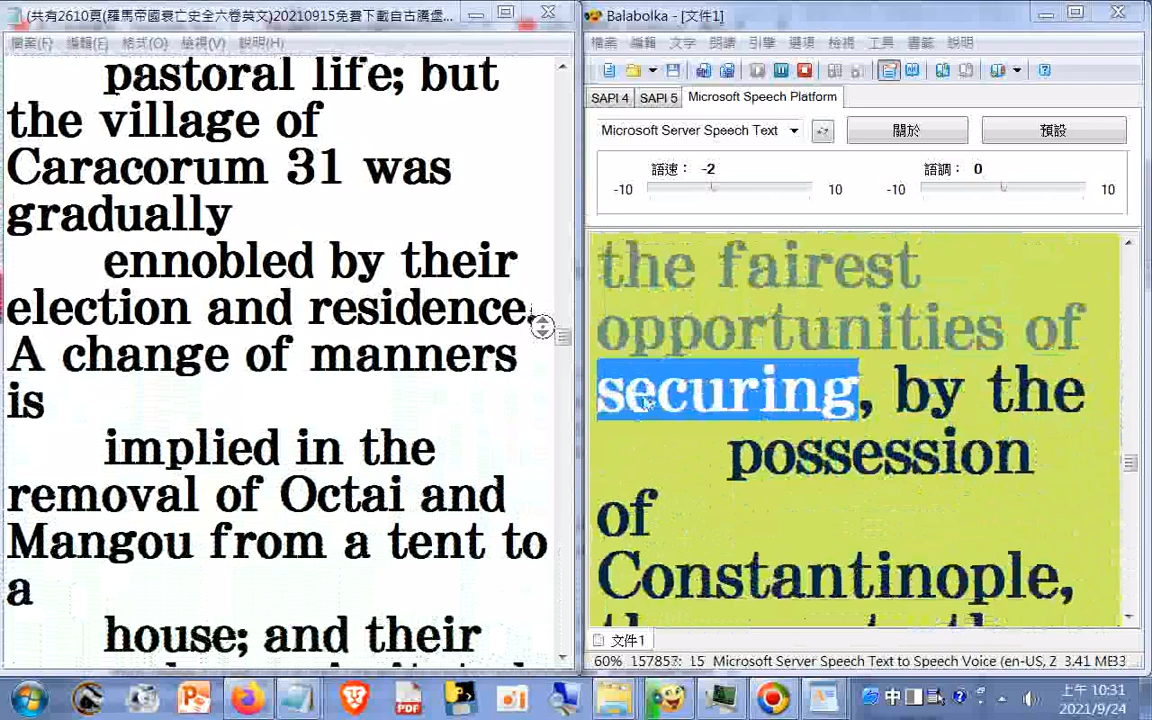 (共有2610頁(羅馬帝國衰亡史全六卷英文)20210915免費下載自古騰堡...
檔案(F) 編輯(E) 格式(O) 檢視(V) 說明(H)
pastoral life; but
the village of
Caracorum 31 was
gradually
ennobled by their
election and residence.
A change of manners
is
implied in the
removal of Octai and
Mangou from a tent to
a
house; and their
Balabolka - [文件1]
檔案 編輯 文字 朗讀 引擎 選項 檢視 工具 書籤 說明
SAPI 4 SAPI 5 Microsoft Speech Platform
Microsoft Server Speech Text 關於 預設
語速： -2 語調： 0
-10 10 -10 10
the fairest
opportunities of
securing, by the
possession
of
Constantinople,
文件1
60% 157857: 15 Microsoft Server Speech Text to Speech Voice (en-US, Z 3.41 MB
中
上午 10:31
2021/9/24